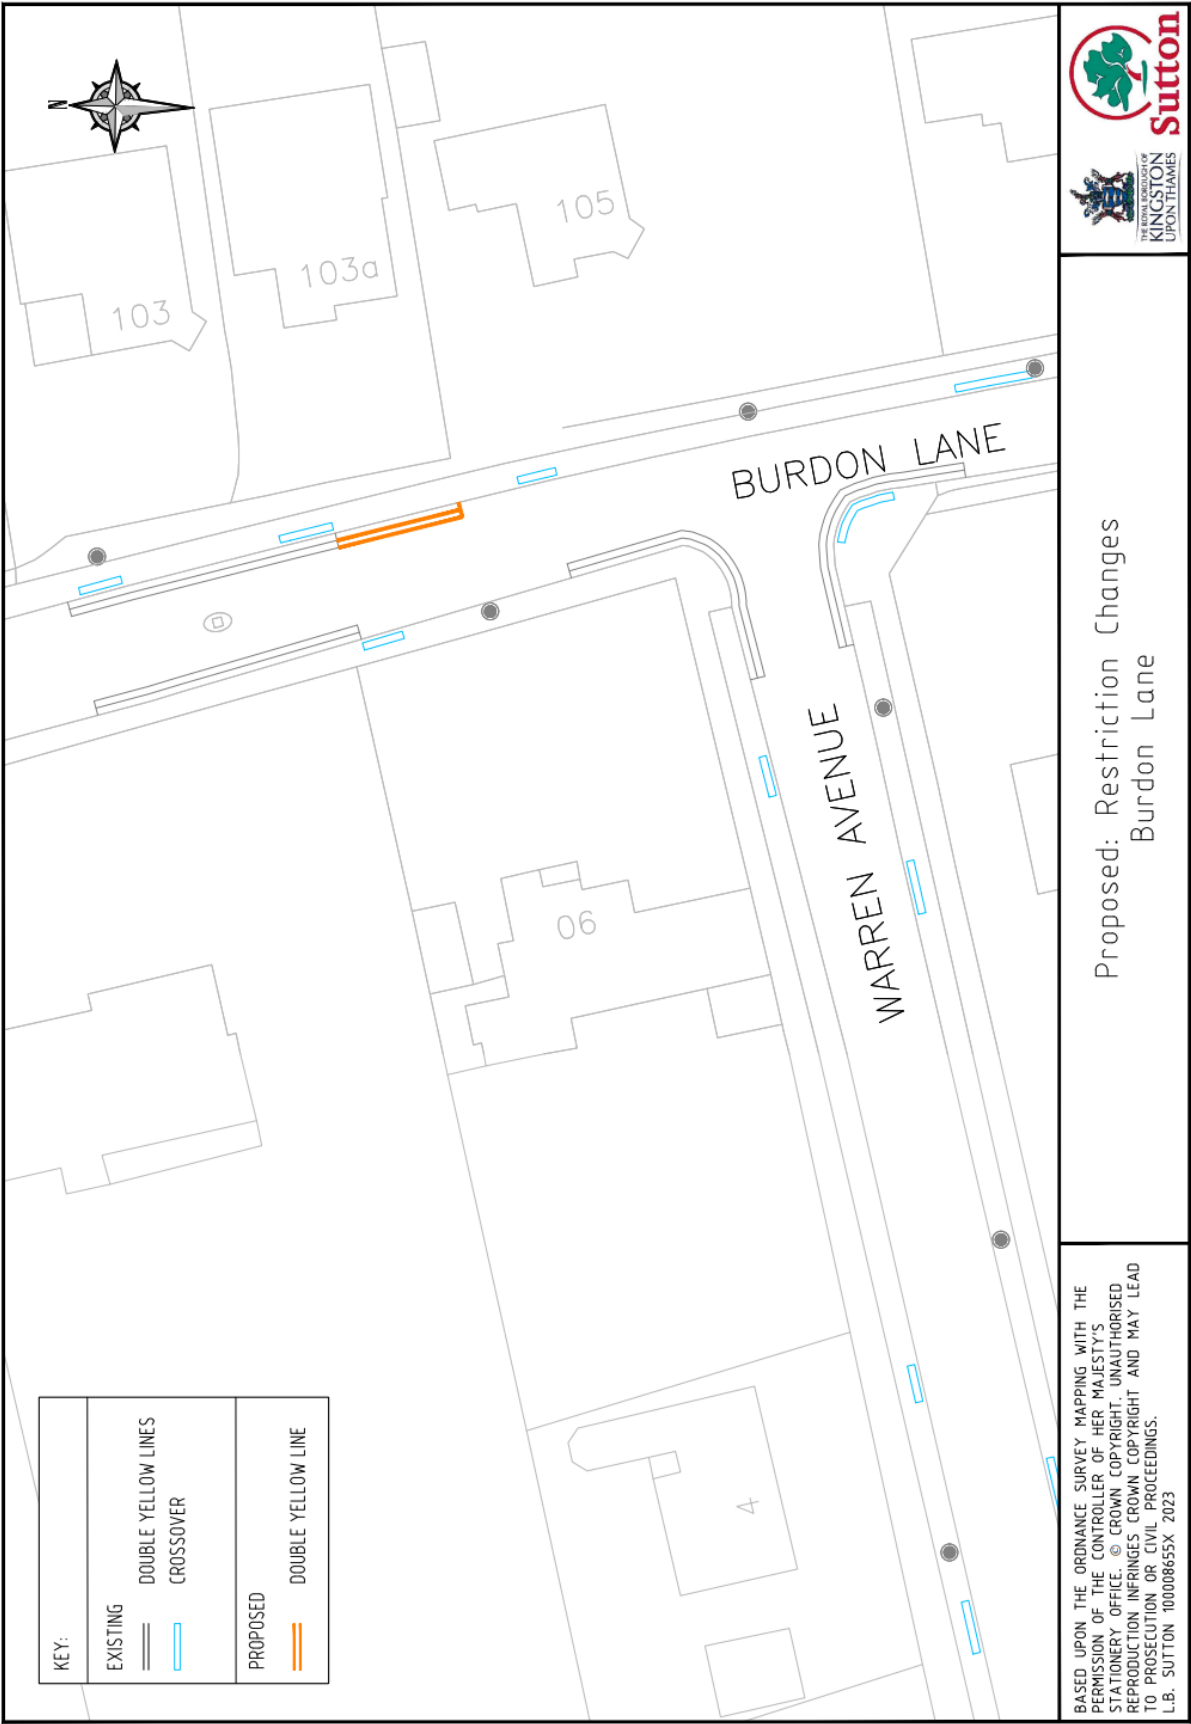 N
103
103a
105
BURDON LANE
WARREN AVENUE
06
4
KEY:
EXISTING
DOUBLE YELLOW LINES
CROSSOVER
PROPOSED
DOUBLE YELLOW LINE
BASED UPON THE ORDNANCE SURVEY MAPPING WITH THE
PERMISSION OF THE CONTROLLER OF HER MAJESTY'S
STATIONERY OFFICE. © CROWN COPYRIGHT. UNAUTHORISED
REPRODUCTION INFRINGES CROWN COPYRIGHT AND MAY LEAD
TO PROSECUTION OR CIVIL PROCEEDINGS.
L.B. SUTTON 100008655X 2023
Proposed: Restriction Changes
Burdon Lane
THE ROYAL BOROUGH OF
KINGSTON
UPON THAMES
Sutton